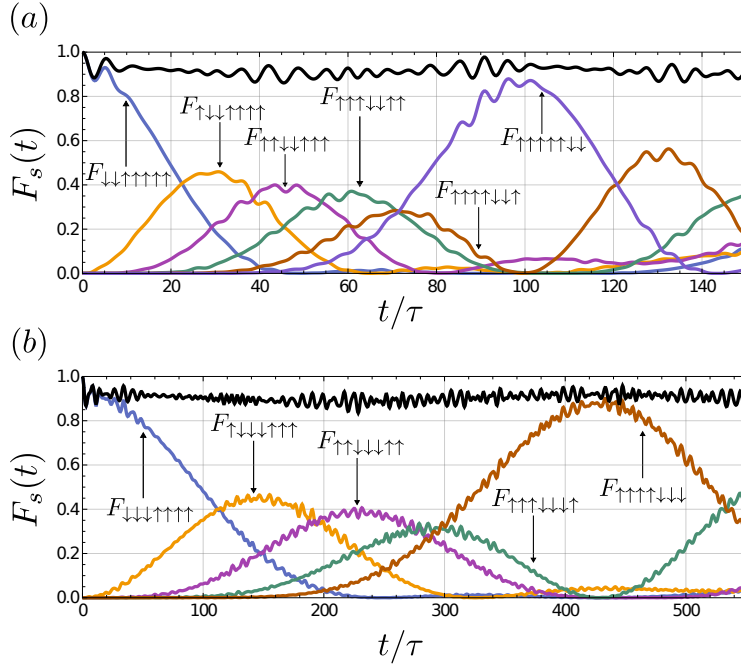 (a)
F_s(t)
1.0
0.8
0.6
0.4
0.2
0.0
F↓↓↑↑↑↑↑
F↑↓↓↑↑↑↑
F↑↑↓↓↑↑↑
F↑↑↑↓↓↑↑
F↑↑↑↑↓↓↑
F↑↑↑↑↑↓↓
0 20 40 60 80 100 120 140
t/τ
(b)
F_s(t)
1.0
0.8
0.6
0.4
0.2
0.0
F↓↓↓↑↑↑↑
F↑↓↓↓↑↑↑
F↑↑↓↓↓↑↑
F↑↑↑↓↓↓↑
F↑↑↑↑↓↓↓
0 100 200 300 400 500
t/τ